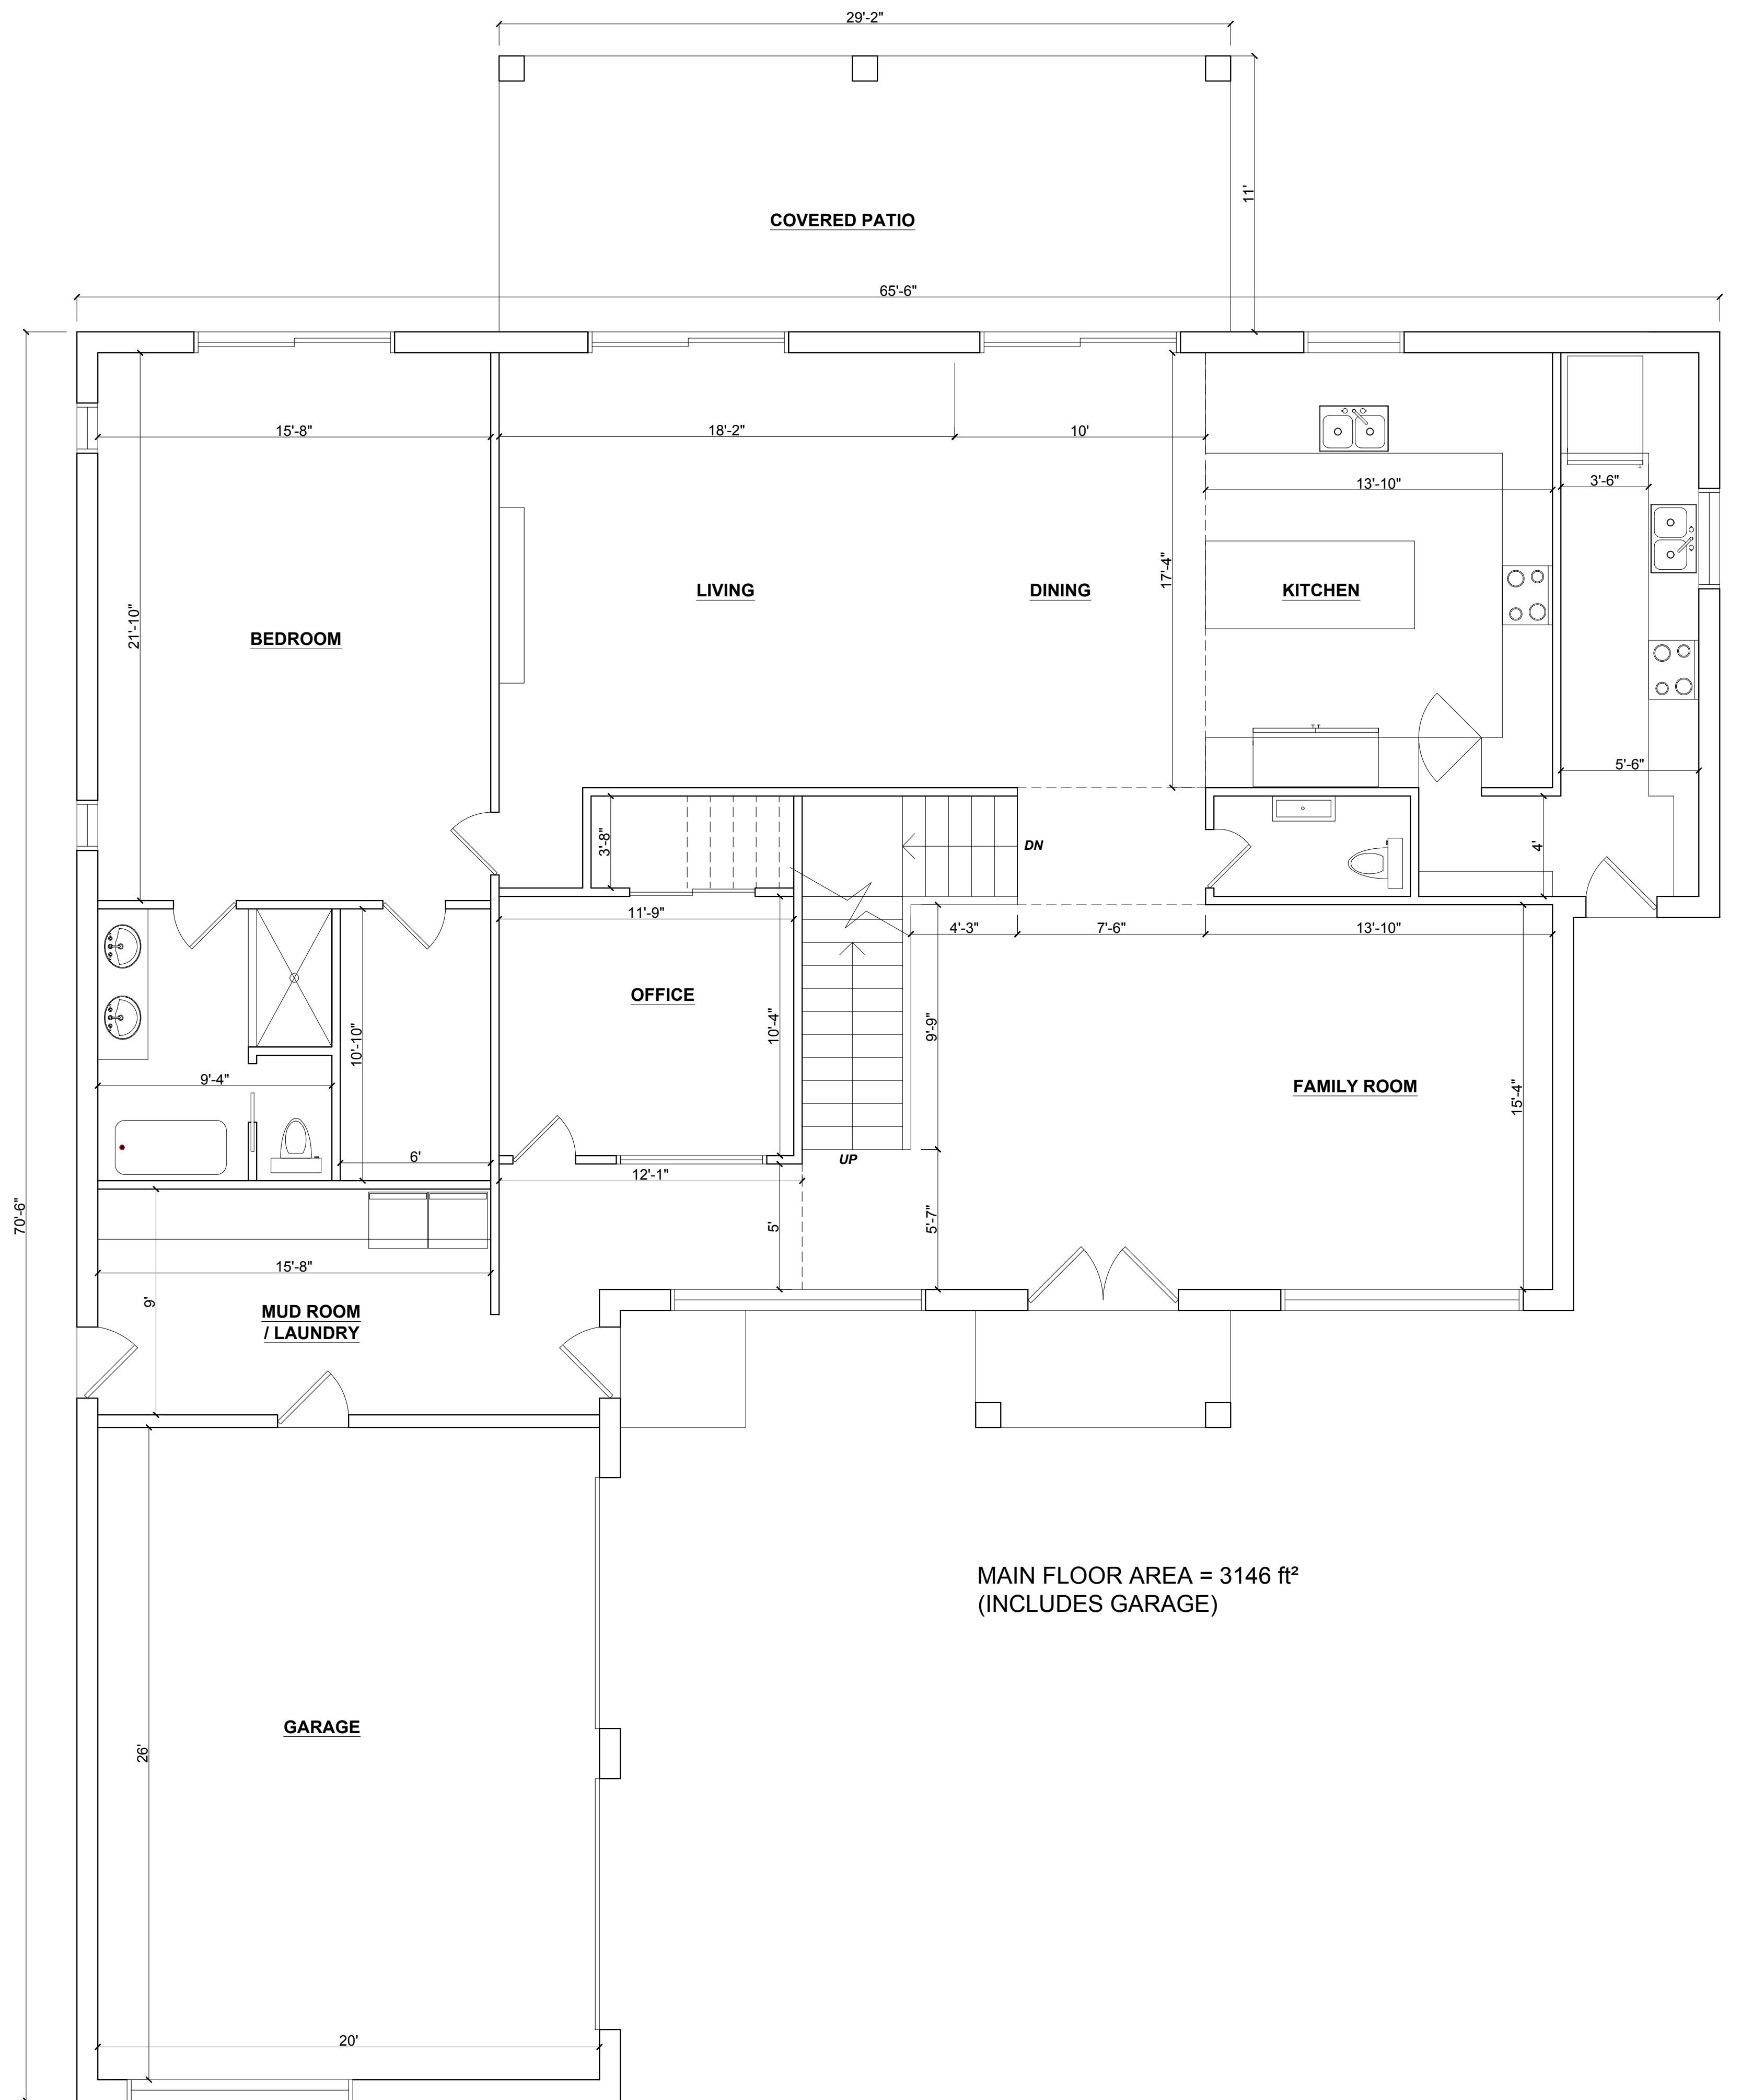 29'-2"
11'
COVERED PATIO
65'-6"
15'-8"
18'-2"
10'
13'-10"
3'-6"
17'-4"
21'-10"
LIVING
DINING
KITCHEN
BEDROOM
5'-6"
3'-8"
DN
4'
11'-9"
4'-3"
7'-6"
13'-10"
OFFICE
10'-10"
10'-4"
9'-9"
9'-4"
FAMILY ROOM
15'-4"
6'
UP
12'-1"
70'-6"
5'
5'-7"
15'-8"
9'
MUD ROOM
/ LAUNDRY
MAIN FLOOR AREA = 3146 ft²
(INCLUDES GARAGE)
GARAGE
26'
20'